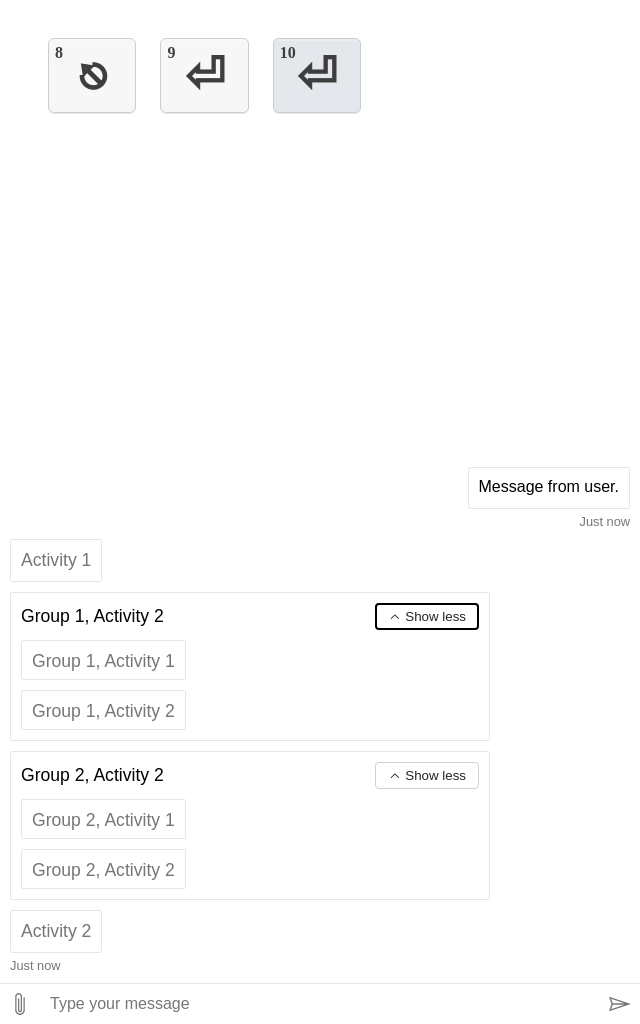 8
9
10
Message from user.
Just now
Activity 1
Group 1, Activity 2
Show less
Group 1, Activity 1
Group 1, Activity 2
Group 2, Activity 2
Show less
Group 2, Activity 1
Group 2, Activity 2
Activity 2
Just now
Type your message